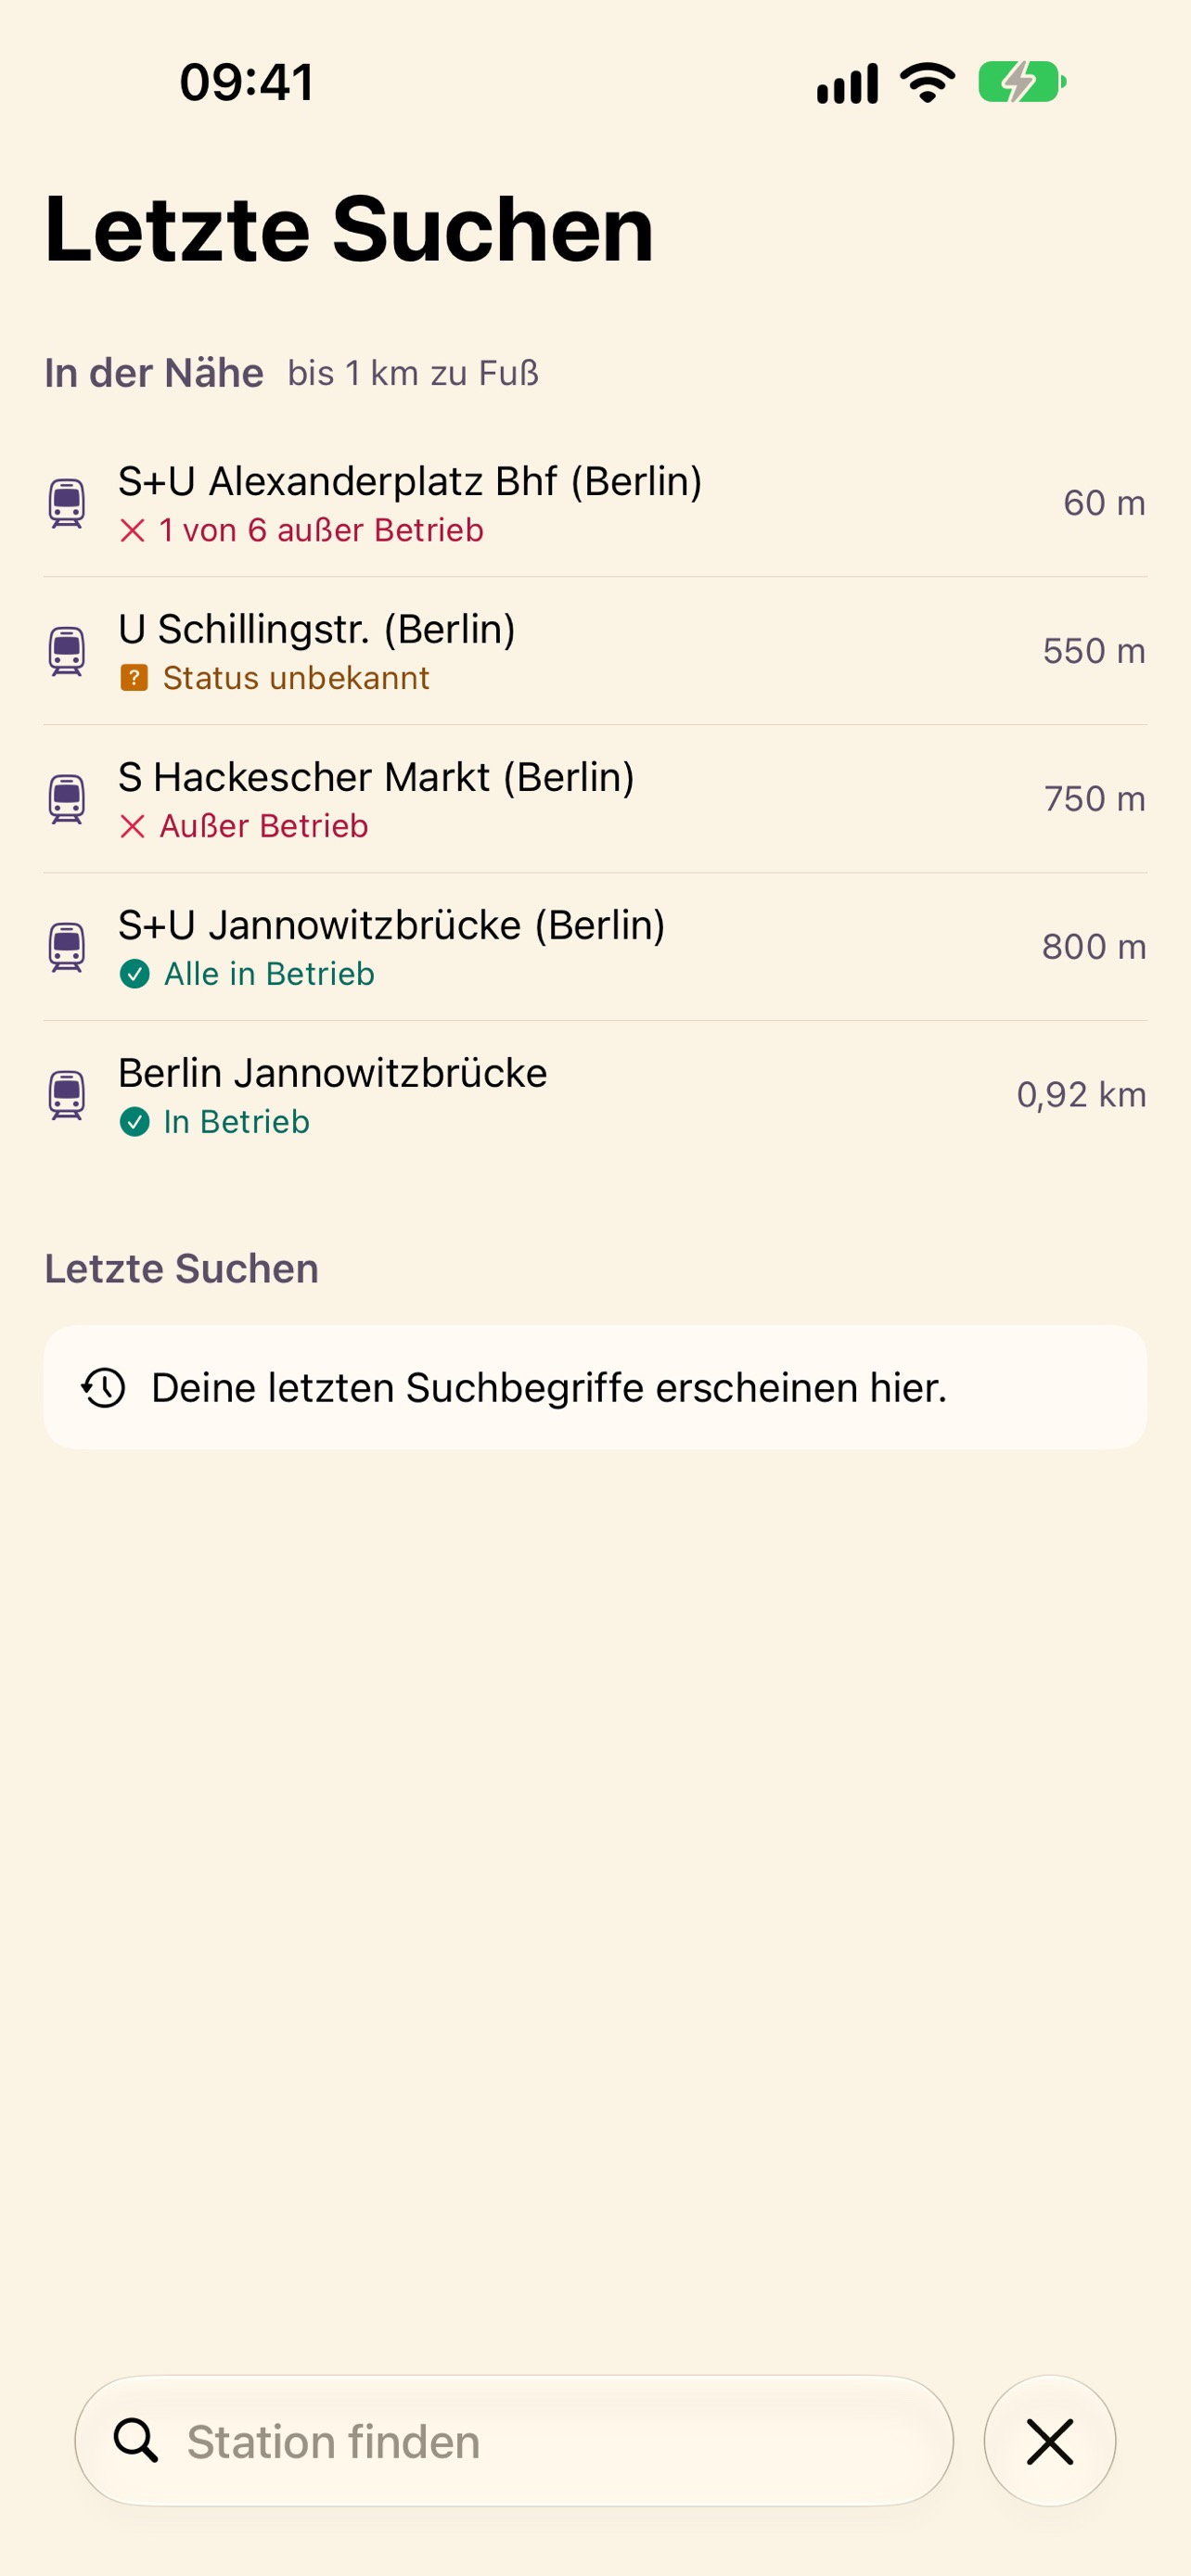 09:41
Letzte Suchen
In der Nähe bis 1 km zu Fuß
S+U Alexanderplatz Bhf (Berlin)
1 von 6 außer Betrieb
60 m
U Schillingstr. (Berlin)
? Status unbekannt
550 m
S Hackescher Markt (Berlin)
Außer Betrieb
750 m
S+U Jannowitzbrücke (Berlin)
Alle in Betrieb
800 m
Berlin Jannowitzbrücke
In Betrieb
0,92 km
Letzte Suchen
Deine letzten Suchbegriffe erscheinen hier.
Station finden